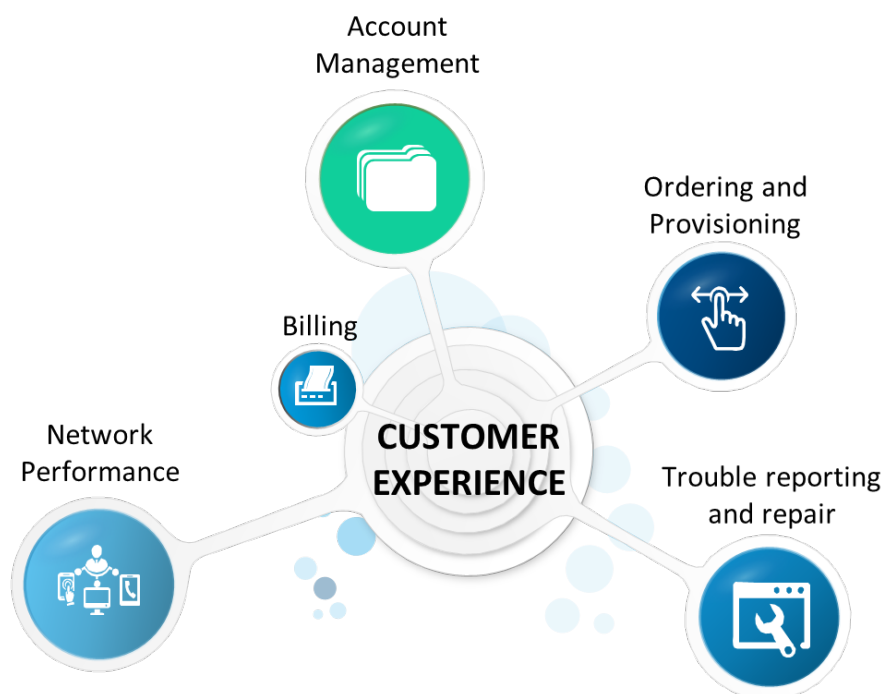 Account
Management
Ordering and
Provisioning
Billing
Network
Performance
CUSTOMER
EXPERIENCE
Trouble reporting
and repair